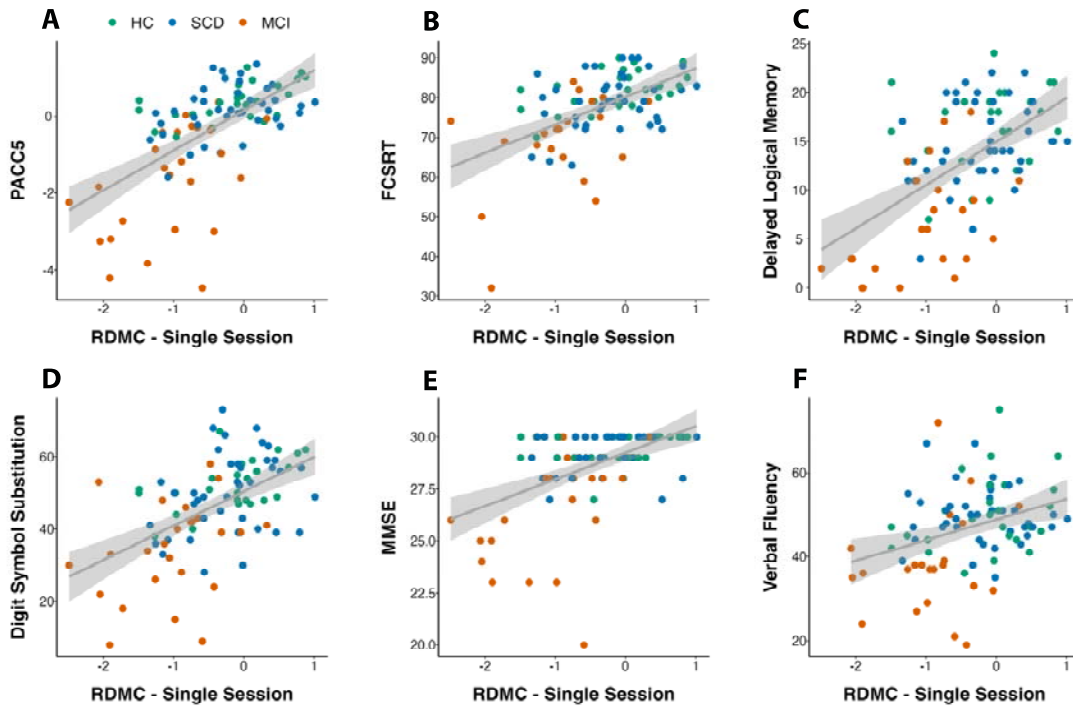 A
HC SCD MCI
PACC5
0
-2
-4
-2 -1 0 1
RDMC - Single Session
B
FCSRT
90
80
70
60
50
40
30
-2 -1 0 1
RDMC - Single Session
C
Delayed Logical Memory
25
20
15
10
5
0
-2 -1 0 1
RDMC - Single Session
D
Digit Symbol Substitution
60
40
20
-2 -1 0 1
RDMC - Single Session
E
MMSE
30.0
27.5
25.0
22.5
20.0
-2 -1 0 1
RDMC - Single Session
F
Verbal Fluency
60
40
20
-2 -1 0 1
RDMC - Single Session